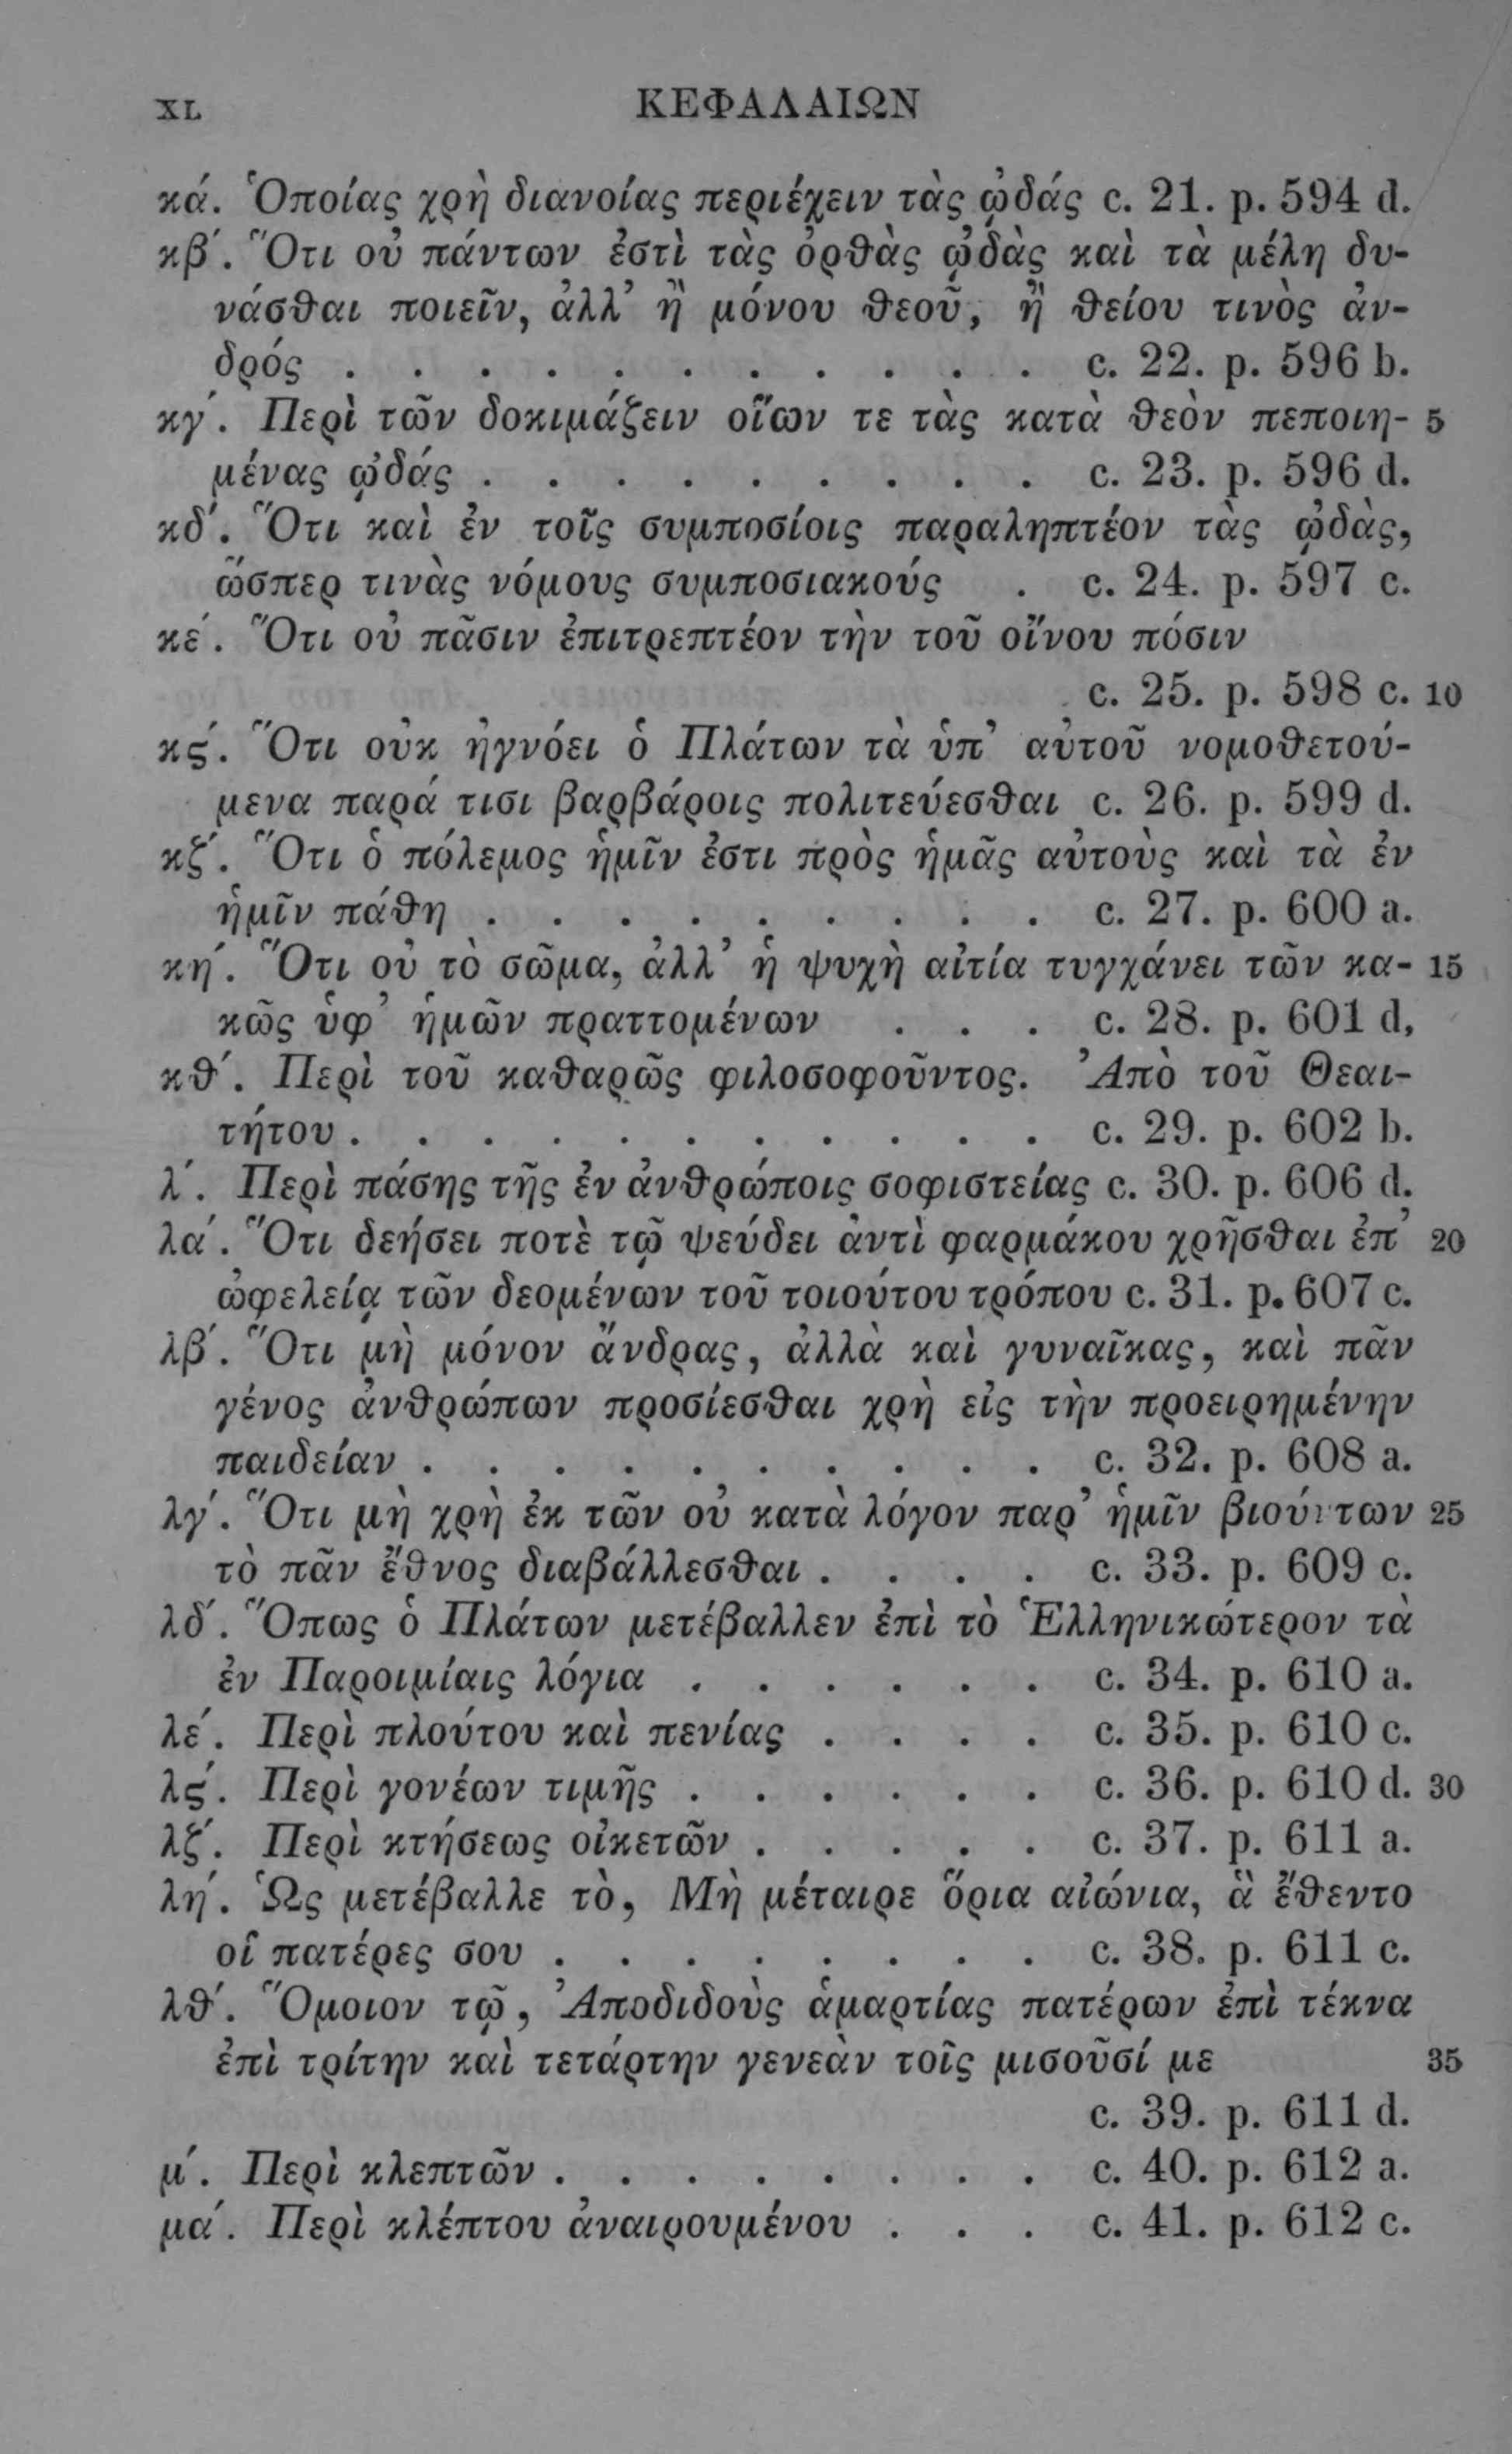 XL ΚΕΦΑΛΑΙΩΝ
κά. Ὁποίας χρὴ διανοίας περιέχειν τὰς ᾠδάς c. 21. p. 594 d.
κβ΄. Ὅτι οὐ πάντων ἐστὶ τὰς ὀρθὰς ᾠδὰς καὶ τὰ μέλη δυ-
νάσθαι ποιεῖν, ἀλλ’ ἢ μόνου θεοῦ, ἢ θείου τινὸς ἀν-
δρός . . . . . . . . . . . c. 22. p. 596 b.
κγ΄. Περὶ τῶν δοκιμάζειν οἵων τε τὰς κατὰ θεὸν πεποιη- 5
μένας ᾠδάς . . . . . . . . . c. 23. p. 596 d.
κδ΄. Ὅτι καὶ ἐν τοῖς συμποσίοις παραληπτέον τὰς ᾠδὰς,
ὥσπερ τινὰς νόμους συμποσιακούς . c. 24. p. 597 c.
κε΄. Ὅτι οὐ πᾶσιν ἐπιτρεπτέον τὴν τοῦ οἴνου πόσιν
c. 25. p. 598 c. 10
κϛ΄. Ὅτι οὐκ ἠγνόει ὁ Πλάτων τὰ ὑπ’ αὐτοῦ νομοθετού-
μενα παρά τισι βαρβάροις πολιτεύεσθαι c. 26. p. 599 d.
κζ΄. Ὅτι ὁ πόλεμος ἡμῖν ἐστι πρὸς ἡμᾶς αὐτοὺς καὶ τὰ ἐν
ἡμῖν πάθη . . . . . . . . . c. 27. p. 600 a.
κη΄. Ὅτι οὐ τὸ σῶμα, ἀλλ’ ἡ ψυχὴ αἰτία τυγχάνει τῶν κα- 15
κῶς ὑφ’ ἡμῶν πραττομένων . . . c. 28. p. 601 d,
κθ΄. Περὶ τοῦ καθαρῶς φιλοσοφοῦντος. Ἀπὸ τοῦ Θεαι-
τήτου . . . . . . . . . . . c. 29. p. 602 b.
λ΄. Περὶ πάσης τῆς ἐν ἀνθρώποις σοφιστείας c. 30. p. 606 d.
λα΄. Ὅτι δεήσει ποτὲ τῷ ψεύδει ἀντὶ φαρμάκου χρῆσθαι ἐπ’ 20
ὠφελείᾳ τῶν δεομένων τοῦ τοιούτου τρόπου c. 31. p. 607 c.
λβ΄. Ὅτι μὴ μόνον ἄνδρας, ἀλλὰ καὶ γυναῖκας, καὶ πᾶν
γένος ἀνθρώπων προσίεσθαι χρὴ εἰς τὴν προειρημένην
παιδείαν . . . . . . . . . . c. 32. p. 608 a.
λγ΄. Ὅτι μὴ χρὴ ἐκ τῶν οὐ κατὰ λόγον παρ’ ἡμῖν βιούντων 25
τὸ πᾶν ἔθνος διαβάλλεσθαι . . . . c. 33. p. 609 c.
λδ΄. Ὅπως ὁ Πλάτων μετέβαλλεν ἐπὶ τὸ Ἑλληνικώτερον τὰ
ἐν Παροιμίαις λόγια . . . . . . c. 34. p. 610 a.
λε΄. Περὶ πλούτου καὶ πενίας . . . . c. 35. p. 610 c.
λϛ΄. Περὶ γονέων τιμῆς . . . . . . c. 36. p. 610 d. 30
λζ΄. Περὶ κτήσεως οἰκετῶν . . . . . c. 37. p. 611 a.
λη΄. Ὡς μετέβαλλε τὸ, Μὴ μέταιρε ὅρια αἰώνια, ἃ ἔθεντο
οἱ πατέρες σου . . . . . . . . c. 38. p. 611 c.
λθ΄. Ὅμοιον τῷ, Ἀποδιδοὺς ἁμαρτίας πατέρων ἐπὶ τέκνα
ἐπὶ τρίτην καὶ τετάρτην γενεὰν τοῖς μισοῦσί με 35
c. 39. p. 611 d.
μ΄. Περὶ κλεπτῶν . . . . . . . . c. 40. p. 612 a.
μα΄. Περὶ κλέπτου ἀναιρουμένου . . . c. 41. p. 612 c.